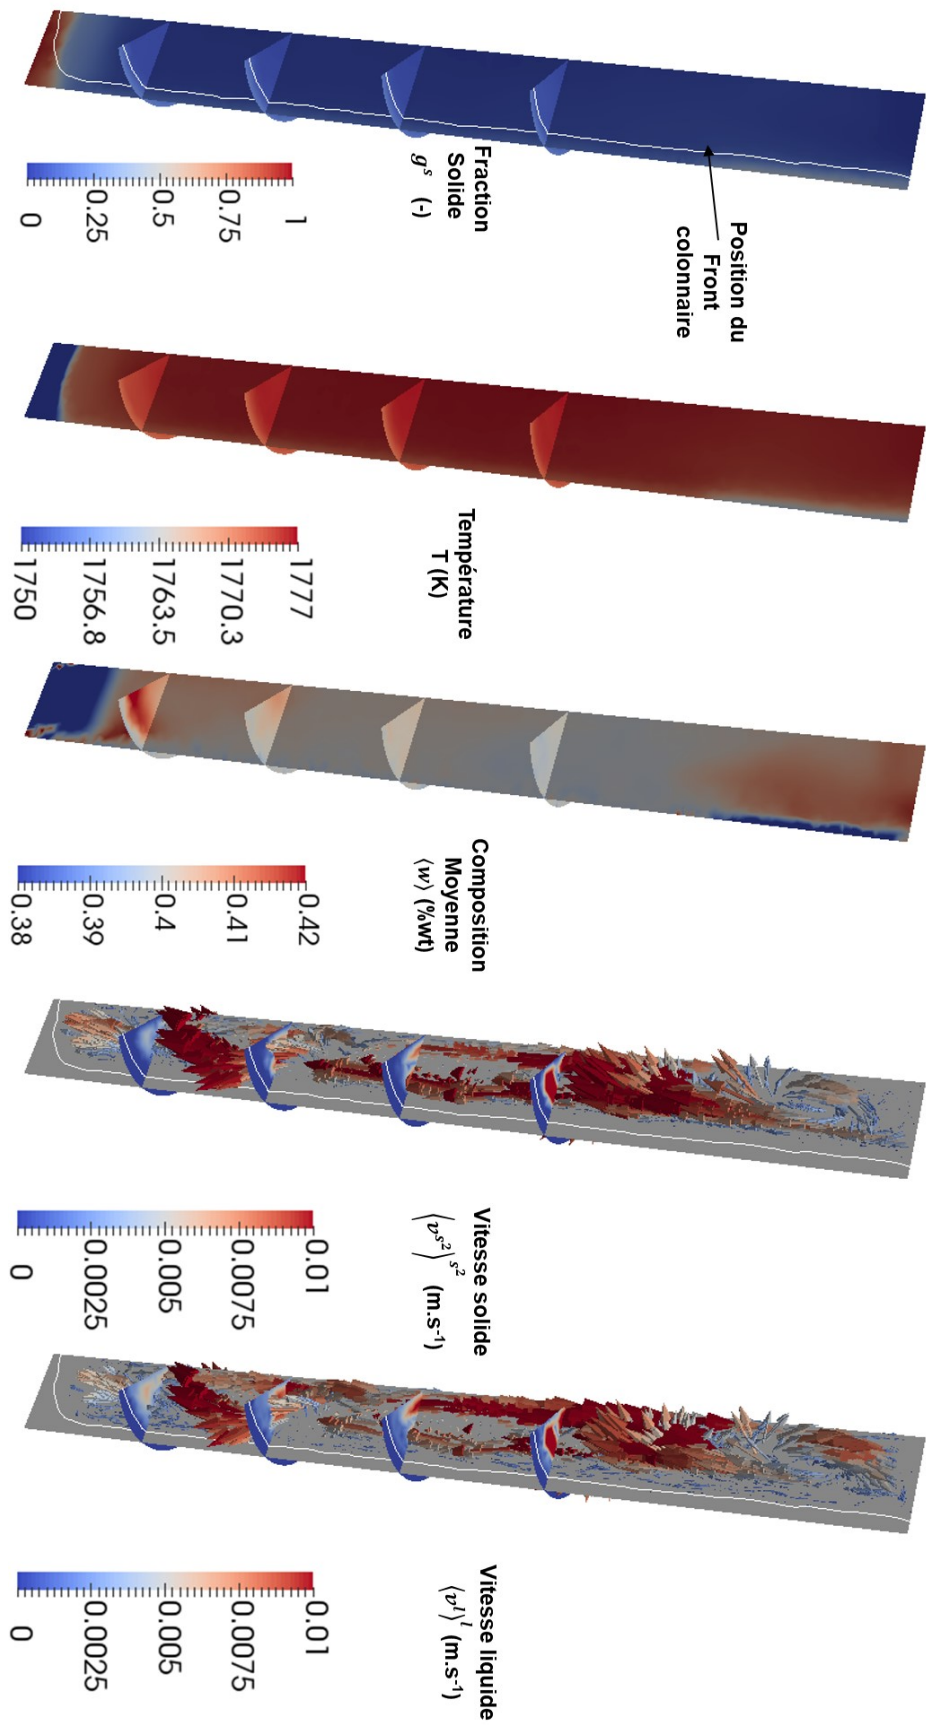 Position du
Front
colonnaire
Fraction
Solide
gˢ (-)
1
0.75
0.5
0.25
0
Température
T (K)
1777
1770.3
1763.5
1756.8
1750
Composition
Moyenne
⟨w⟩ (%wt)
0.42
0.41
0.4
0.39
0.38
Vitesse solide
⟨v^{s²}⟩^{s²} (m.s⁻¹)
0.01
0.0075
0.005
0.0025
0
Vitesse liquide
⟨vˡ⟩ˡ (m.s⁻¹)
0.01
0.0075
0.005
0.0025
0